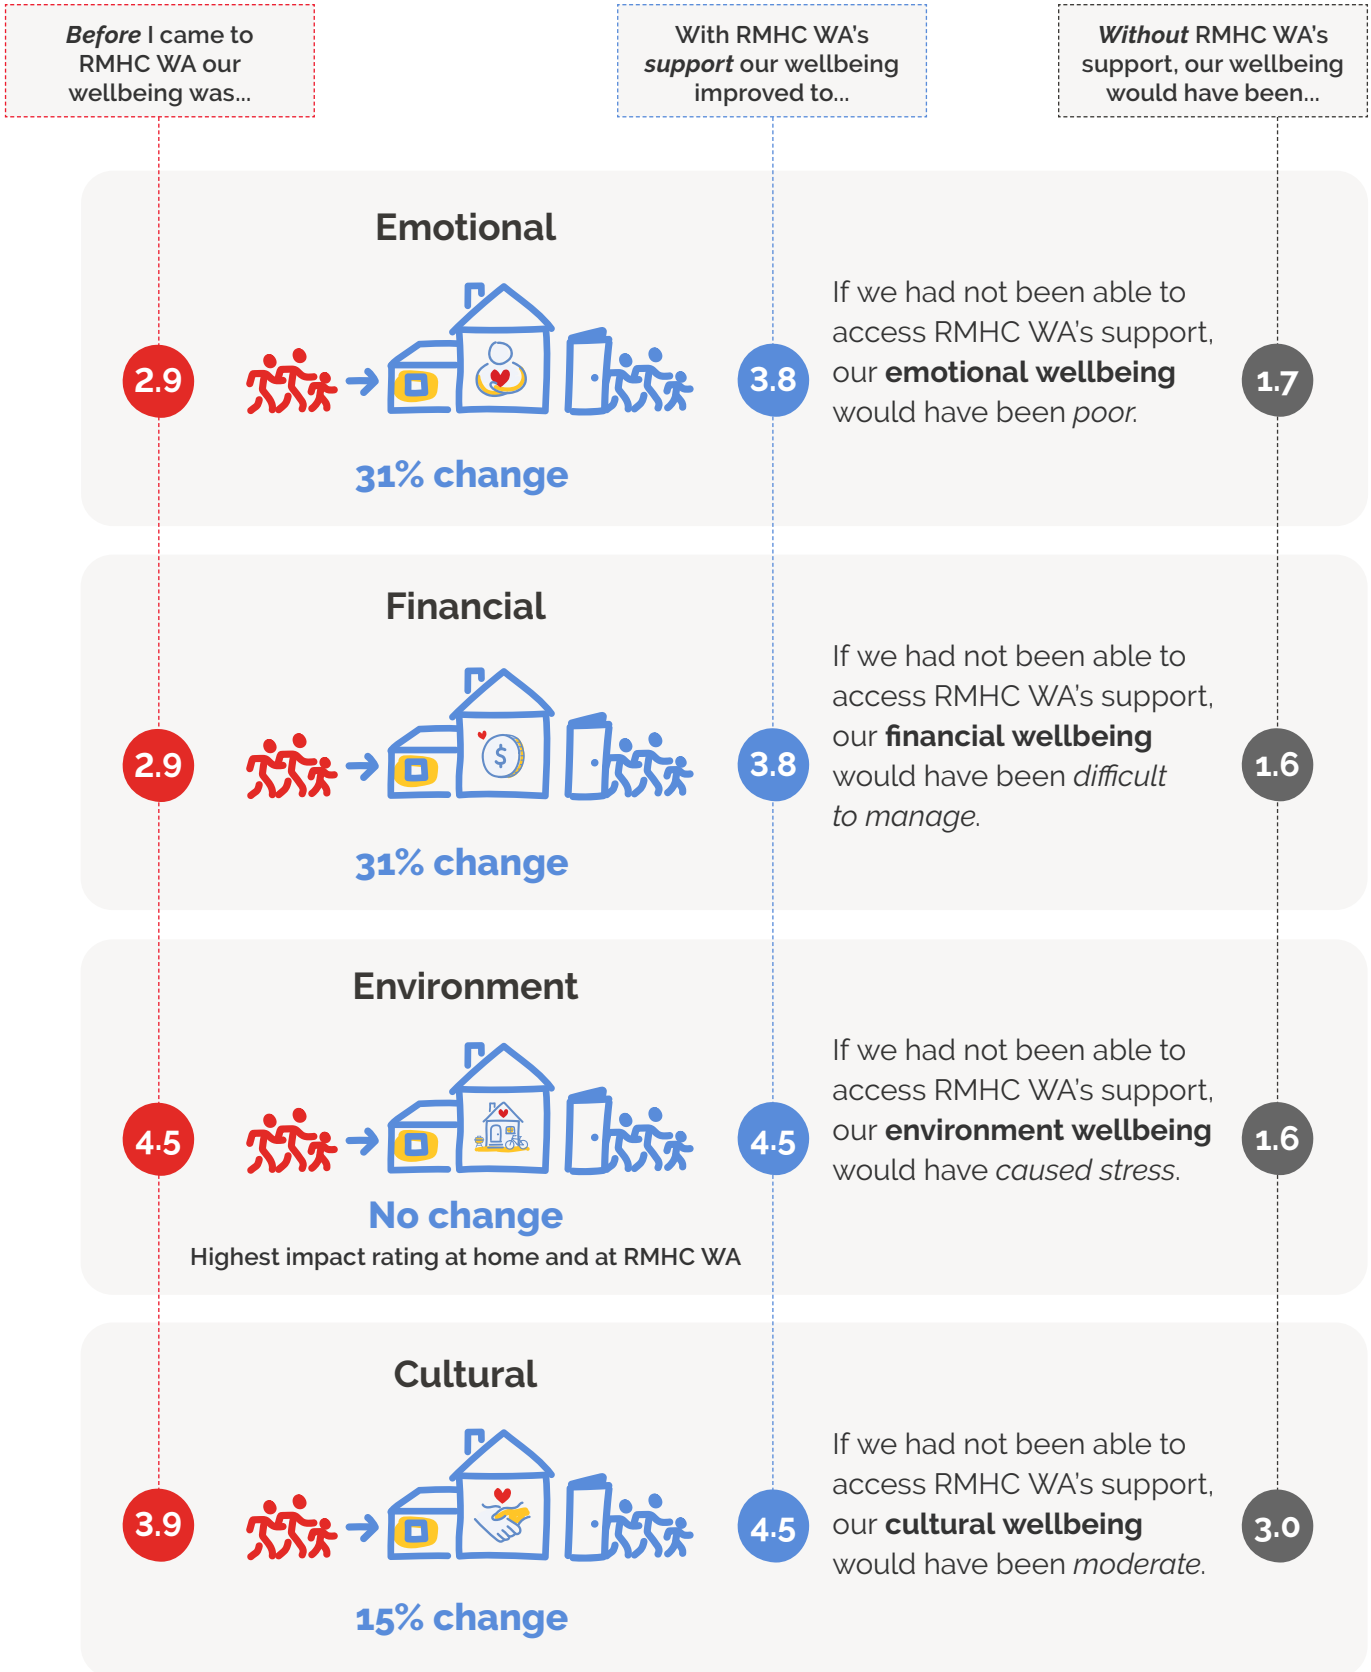 Before I came to
RMHC WA our
wellbeing was...
With RMHC WA's
support our wellbeing
improved to...
Without RMHC WA's
support, our wellbeing
would have been...
Emotional
2.9
$31% change
3.8
If we had not been able to
access RMHC WA's support,
our emotional wellbeing
would have been poor.
1.7
Financial
2.9
$
31% change
3.8
If we had not been able to
access RMHC WA's support,
our financial wellbeing
would have been difficult
to manage.
1.6
Environment
4.5
No change
Highest impact rating at home and at RMHC WA
4.5
If we had not been able to
access RMHC WA's support,
our environment wellbeing
would have caused stress.
1.6
Cultural
3.9
15% change
4.5
If we had not been able to
access RMHC WA's support,
our cultural wellbeing
would have been moderate.
3.0